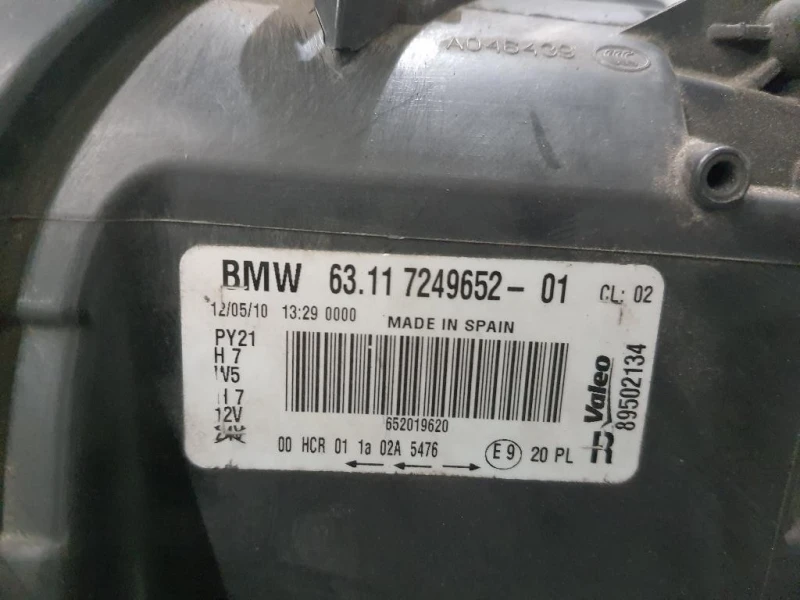 A046439
BMW 63.11 7249652-01 CL: 02
12/05/10 13:29 0000
MADE IN SPAIN
PY21
H 7
W5
H 7
12V
652019620
00 HCR 01 1a 02A 5476
E9 20 PL
Valeo
89502134